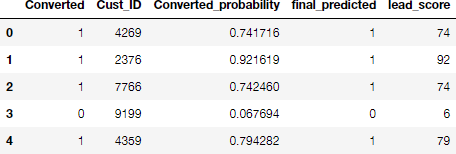 Converted Cust_ID Converted_probability final_predicted lead_score
0 1 4269 0.741716 1 74
1 1 2376 0.921619 1 92
2 1 7766 0.742460 1 74
3 0 9199 0.067694 0 6
4 1 4359 0.794282 1 79